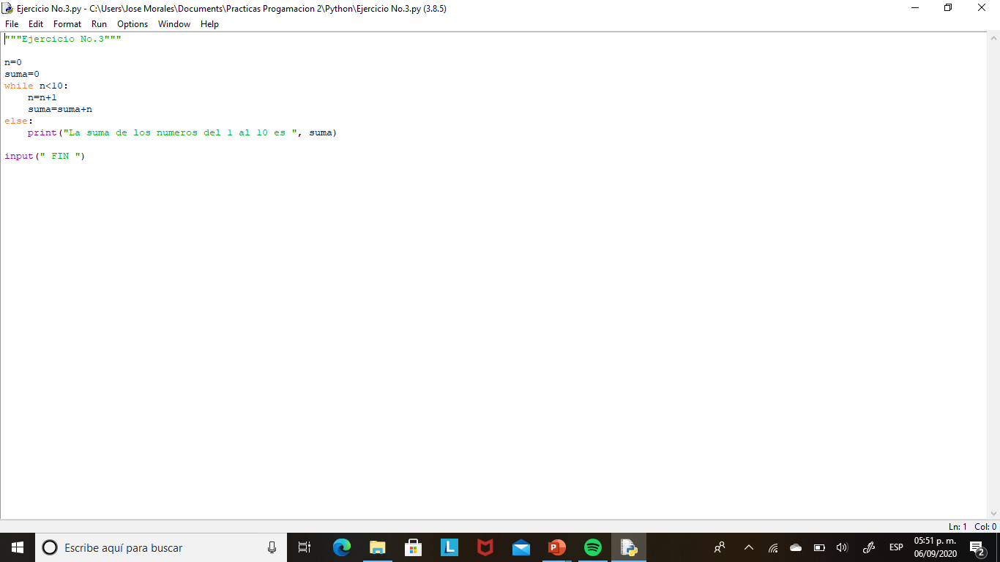 Ejercicio No.3.py - C:\Users\Jose Morales\Documents\Practicas Progamacion 2\Python\Ejercicio No.3.py (3.8.5)
File Edit Format Run Options Window Help
"""Ejercicio No.3"""
n=0
suma=0
while n<10:
    n=n+1
    suma=suma+n
else:
    print("La suma de los numeros del 1 al 10 es ", suma)
input(" FIN ")
Ln: 1 Col: 0
Escribe aquí para buscar
L
P
ESP
05:51 p. m.
06/09/2020
2